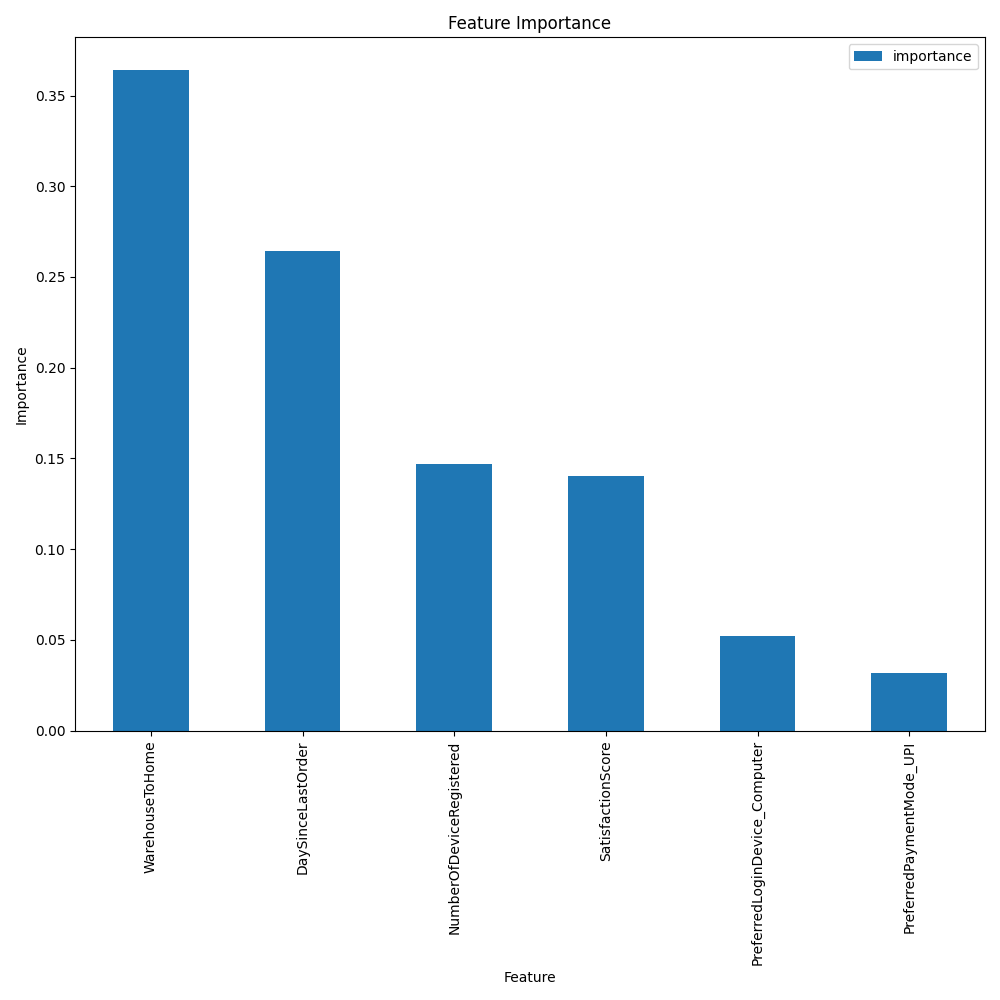 Feature Importance
importance
0.35
0.30
0.25
0.20
0.15
0.10
0.05
0.00
Importance
WarehouseToHome
DaySinceLastOrder
NumberOfDeviceRegistered
SatisfactionScore
PreferredLoginDevice_Computer
PreferredPaymentMode_UPI
Feature